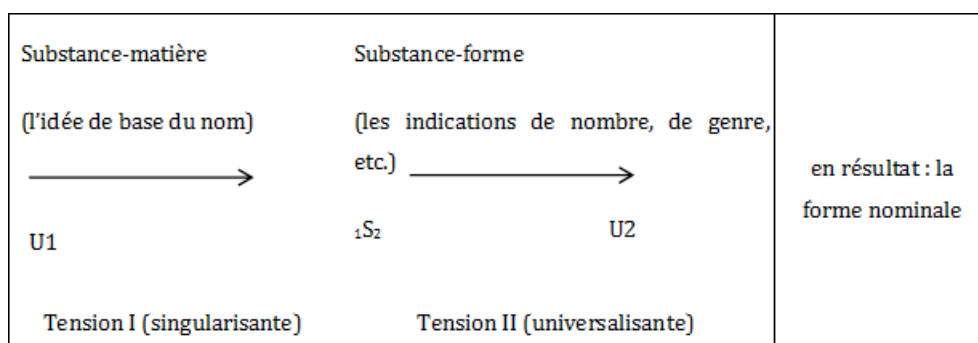 Substance-matière
(l'idée de base du nom)
U1
Tension I (singularisante)
Substance-forme
(les indications de nombre, de genre,
etc.)
₁S₂ U2
Tension II (universalisante)
en résultat : la
forme nominale